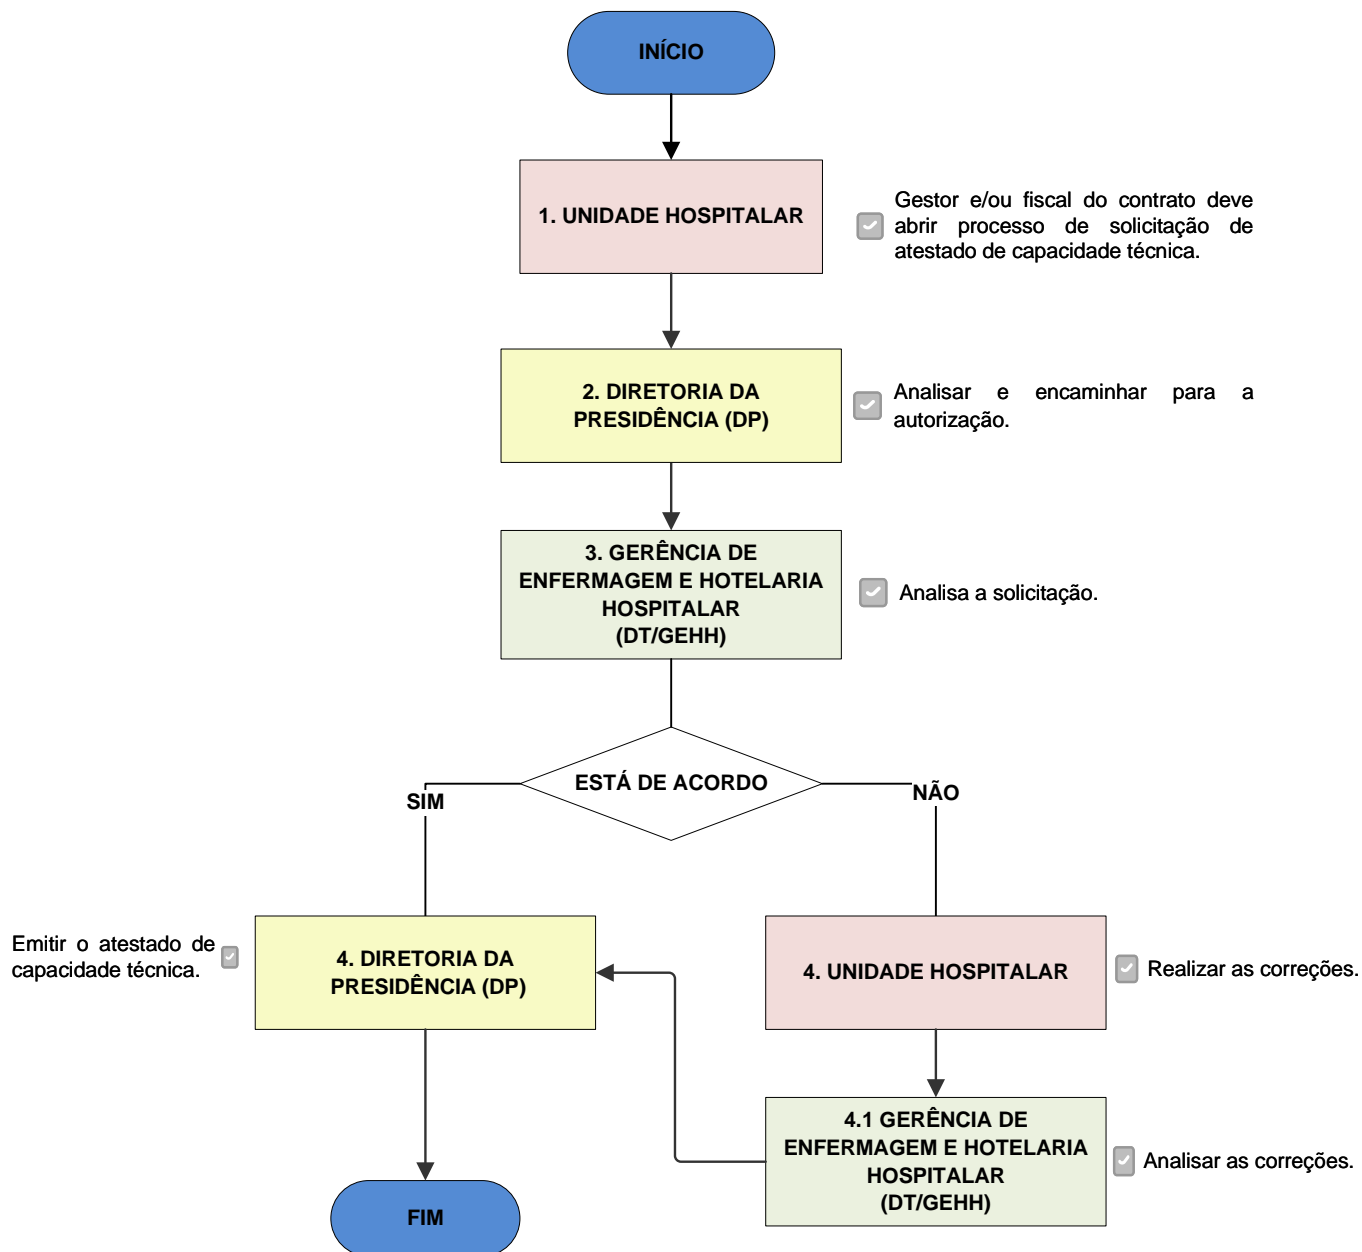 INÍCIO
1. UNIDADE HOSPITALAR
Gestor e/ou fiscal do contrato deve
abrir processo de solicitação de
atestado de capacidade técnica.
2. DIRETORIA DA
PRESIDÊNCIA (DP)
Analisar e encaminhar para a
autorização.
3. GERÊNCIA DE
ENFERMAGEM E HOTELARIA
HOSPITALAR
(DT/GEHH)
Analisa a solicitação.
ESTÁ DE ACORDO
SIM
NÃO
Emitir o atestado de
capacidade técnica.
4. DIRETORIA DA
PRESIDÊNCIA (DP)
4. UNIDADE HOSPITALAR
Realizar as correções.
4.1 GERÊNCIA DE
ENFERMAGEM E HOTELARIA
HOSPITALAR
(DT/GEHH)
Analisar as correções.
FIM